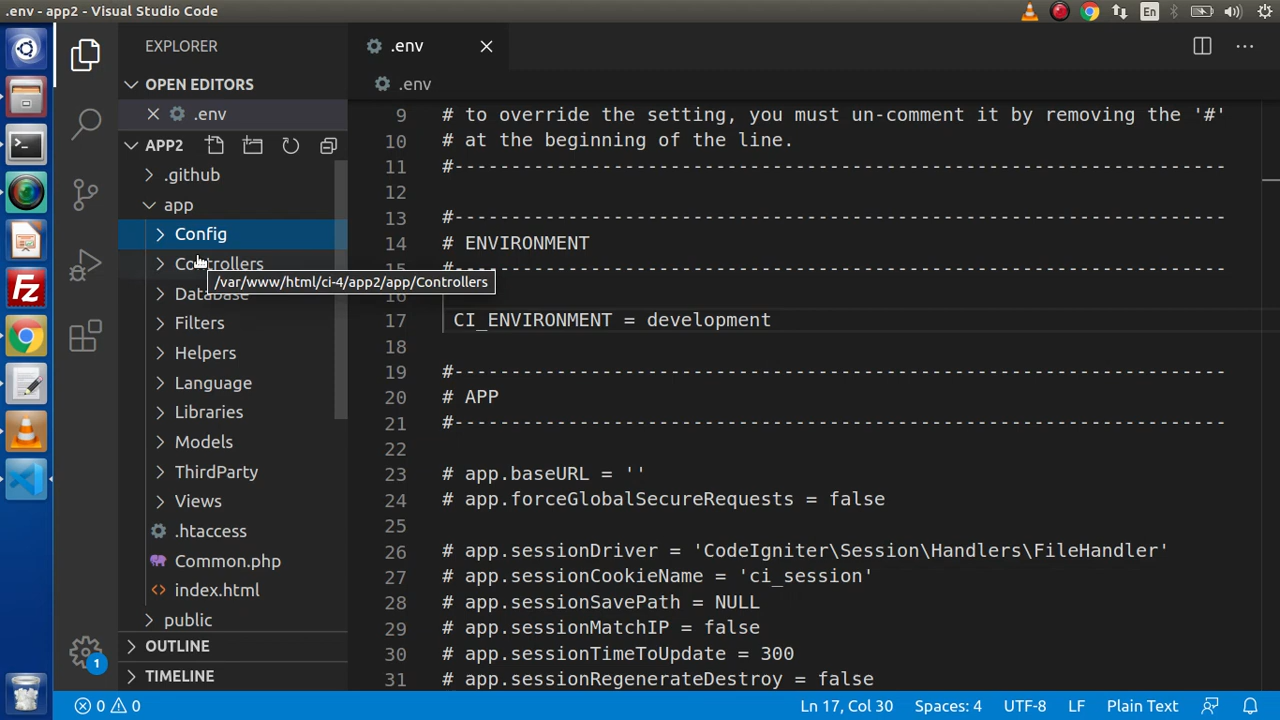 .env - app2 - Visual Studio Code
En
EXPLORER
OPEN EDITORS
.env
APP2
.github
app
Config
Controllers
/var/www/html/ci-4/app2/app/Controllers
Database
Filters
Helpers
Language
Libraries
Models
ThirdParty
Views
.htaccess
Common.php
index.html
public
OUTLINE
TIMELINE
1
.env
.env
9 # to override the setting, you must un-comment it by removing the '#'
10 # at the beginning of the line.
11 #--------------------------------------------------------------------
12
13 #--------------------------------------------------------------------
14 # ENVIRONMENT
15 #--------------------------------------------------------------------
16
17 CI_ENVIRONMENT = development
18
19 #--------------------------------------------------------------------
20 # APP
21 #--------------------------------------------------------------------
22
23 # app.baseURL = ''
24 # app.forceGlobalSecureRequests = false
25
26 # app.sessionDriver = 'CodeIgniter\Session\Handlers\FileHandler'
27 # app.sessionCookieName = 'ci_session'
28 # app.sessionSavePath = NULL
29 # app.sessionMatchIP = false
30 # app.sessionTimeToUpdate = 300
31 # app.sessionRegenerateDestroy = false
0 0 Ln 17, Col 30 Spaces: 4 UTF-8 LF Plain Text